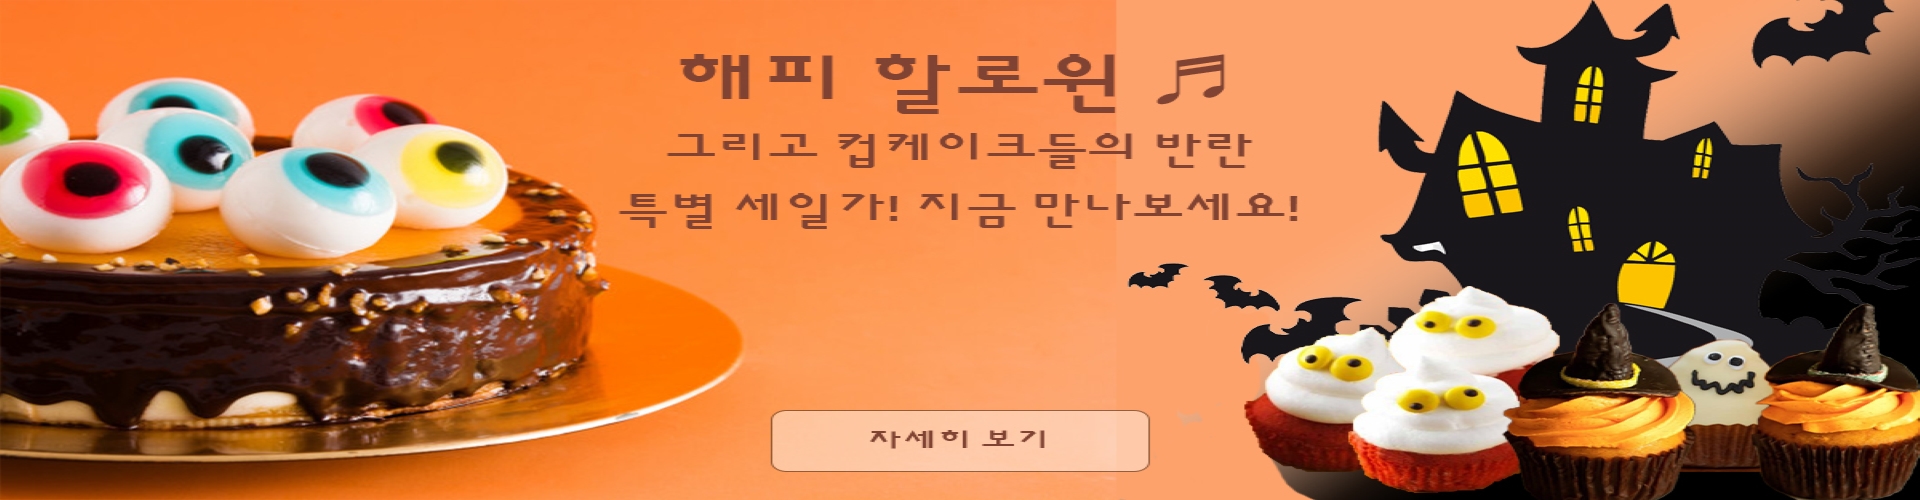 해피 할로윈 ♬
그리고 컵케이크들의 반란
특별 세일가! 지금 만나보세요!
자세히 보기